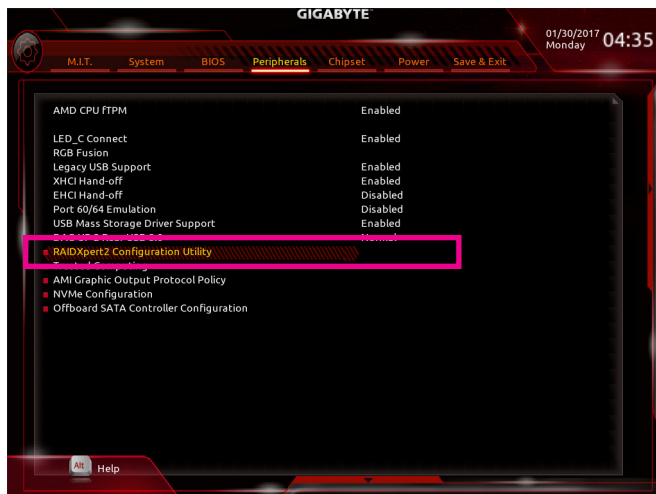 GIGABYTE
01/30/2017 Monday 04:35
M.I.T. System BIOS Peripherals Chipset Power Save & Exit
AMD CPU fTPM Enabled
LED_C Connect Enabled
RGB Fusion
Legacy USB Support Enabled
XHCI Hand-off Enabled
EHCI Hand-off Disabled
Port 60/64 Emulation Disabled
USB Mass Storage Driver Support Enabled
RAIDXpert2 Configuration Utility
AMI Graphic Output Protocol Policy
NVMe Configuration
Offboard SATA Controller Configuration
Alt Help